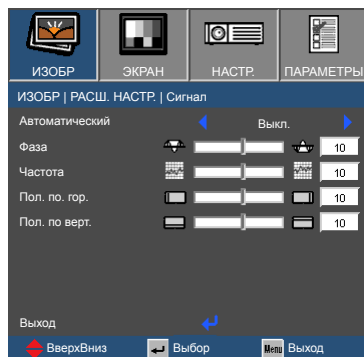 ИЗОБР ЭКРАН НАСТР. ПАРАМЕТРЫ
ИЗОБР | РАСШ. НАСТР. | Сигнал
Автоматический Выкл.
Фаза 10
Частота 10
Пол. по. гор. 10
Пол. по верт. 10
Выход
ВверхВниз Выбор Menu Выход